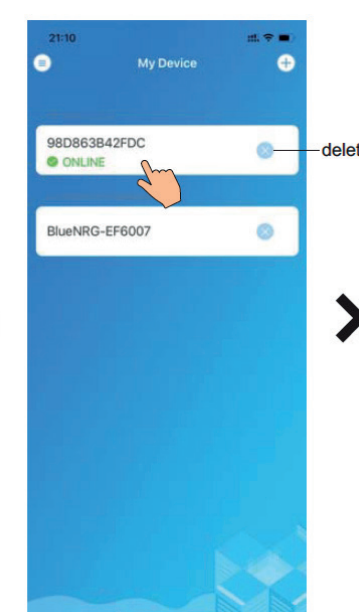 21:10
My Device
98D863B42FDC
ONLINE
delet
BlueNRG-EF6007